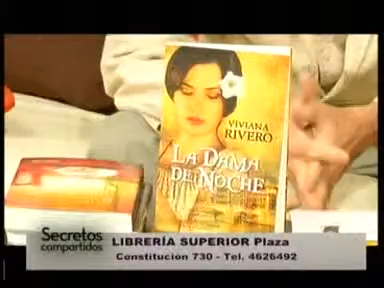 VIVIANA
RIVERO
LA DAMA
DE NOCHE
Secretos
compartidos
LIBRERÍA SUPERIOR Plaza
Constitución 730 - Tel. 4626492